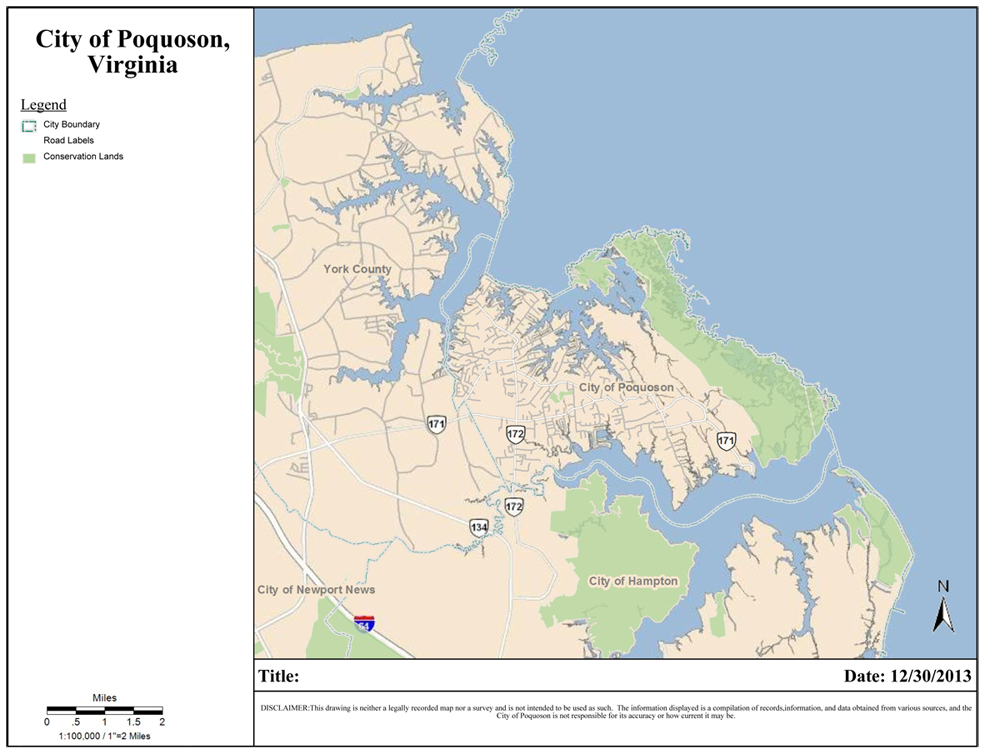 City of Poquoson,
Virginia
Legend
City Boundary
Road Labels
Conservation Lands
York County
City of Poquoson
171
172
171
172
134
City of Hampton
City of Newport News
64
N
Miles
0 .5 1 1.5 2
1:100,000 / 1"=2 Miles
Title:
Date: 12/30/2013
DISCLAIMER:This drawing is neither a legally recorded map nor a survey and is not intended to be used as such. The information displayed is a compilation of records,information, and data obtained from various sources, and the
City of Poquoson is not responsible for its accuracy or how current it may be.